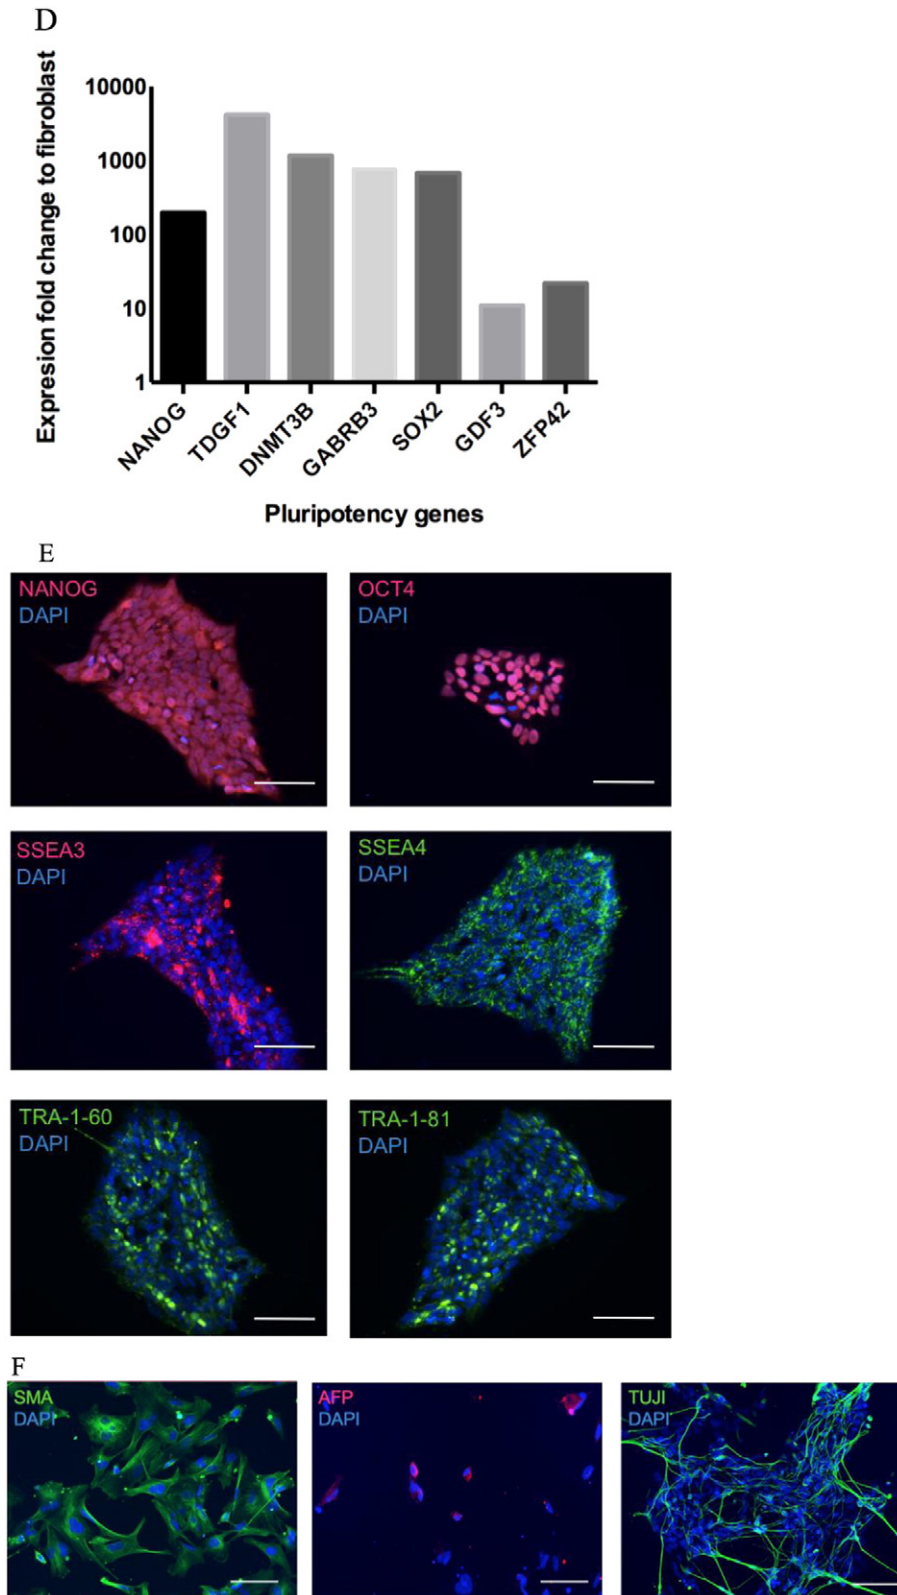 D
Expresion fold change to fibroblast
10000
1000
100
10
1
NANOG
TDGF1
DNMT3B
GABRB3
SOX2
GDF3
ZFP42
Pluripotency genes
E
NANOG
DAPI
OCT4
DAPI
SSEA3
DAPI
SSEA4
DAPI
TRA-1-60
DAPI
TRA-1-81
DAPI
F
SMA
DAPI
AFP
DAPI
TUJI
DAPI